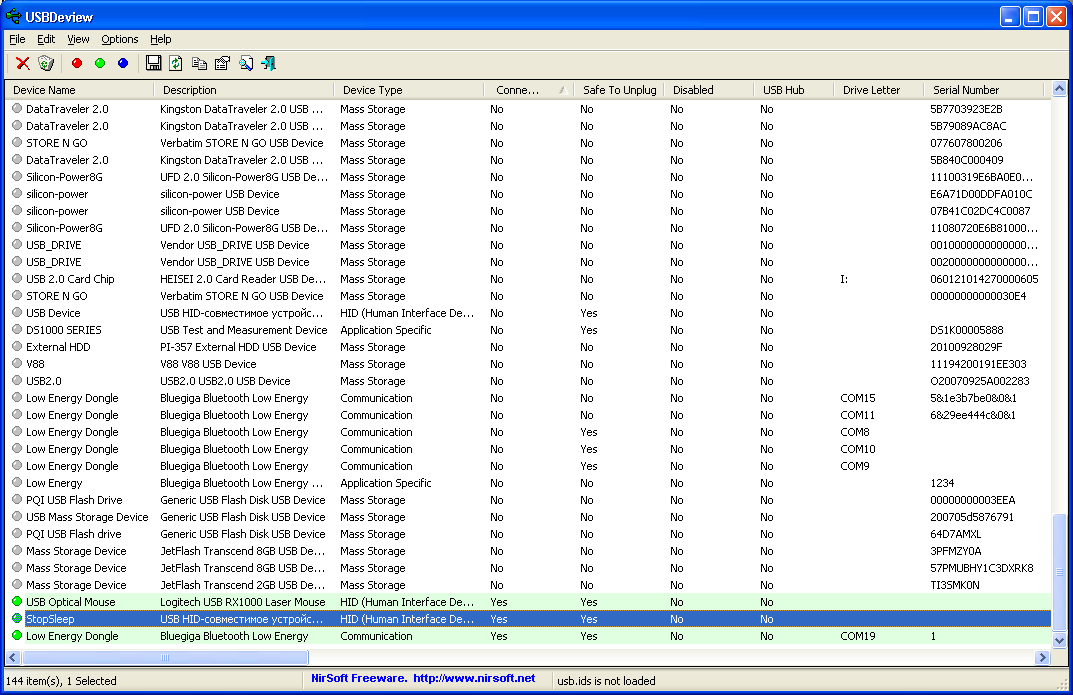 USBDeview
File Edit View Options Help
Device Name Description Device Type Conne... Safe To Unplug Disabled USB Hub Drive Letter Serial Number
DataTraveler 2.0 Kingston DataTraveler 2.0 USB ... Mass Storage No No No No 5B7703923E2B
DataTraveler 2.0 Kingston DataTraveler 2.0 USB ... Mass Storage No No No No 5B79089AC8AC
STORE N GO Verbatim STORE N GO USB Device Mass Storage No No No No 077607800206
DataTraveler 2.0 Kingston DataTraveler 2.0 USB ... Mass Storage No No No No 5B840C000409
Silicon-Power8G UFD 2.0 Silicon-Power8G USB De... Mass Storage No No No No 11100319E6BA0E0...
silicon-power silicon-power USB Device Mass Storage No No No No E6A71D00DDFA010C
silicon-power silicon-power USB Device Mass Storage No No No No 07B41C02DC4C0087
Silicon-Power8G UFD 2.0 Silicon-Power8G USB De... Mass Storage No No No No 11080720E6B81000...
USB_DRIVE Vendor USB_DRIVE USB Device Mass Storage No No No No 0010000000000000...
USB_DRIVE Vendor USB_DRIVE USB Device Mass Storage No No No No 0020000000000000...
USB 2.0 Card Chip HEISEI 2.0 Card Reader USB De... Mass Storage No No No No I: 060121014270000605
STORE N GO Verbatim STORE N GO USB Device Mass Storage No No No No 00000000000030E4
USB Device USB HID-совместимое устройс... HID (Human Interface De... No Yes No No
DS1000 SERIES USB Test and Measurement Device Application Specific No Yes No No DS1K00005888
External HDD PI-357 External HDD USB Device Mass Storage No No No No 20100928029F
V88 V88 V88 USB Device Mass Storage No No No No 11194200191EE303
USB2.0 USB2.0 USB2.0 USB Device Mass Storage No No No No O20070925A002283
Low Energy Dongle Bluegiga Bluetooth Low Energy Communication No No No No COM15 5&1e3b7be0&0&1
Low Energy Dongle Bluegiga Bluetooth Low Energy Communication No No No No COM11 6&29ee444c&0&1
Low Energy Dongle Bluegiga Bluetooth Low Energy Communication No Yes No No COM8
Low Energy Dongle Bluegiga Bluetooth Low Energy Communication No Yes No No COM10
Low Energy Dongle Bluegiga Bluetooth Low Energy Communication No Yes No No COM9
Low Energy Bluegiga Bluetooth Low Energy ... Application Specific No No No No 1234
PQI USB Flash Drive Generic USB Flash Disk USB Device Mass Storage No No No No 00000000003EEA
USB Mass Storage Device Generic USB Flash Disk USB Device Mass Storage No No No No 200705d5876791
PQI USB Flash drive Generic USB Flash Disk USB Device Mass Storage No No No No 64D7AMXL
Mass Storage Device JetFlash Transcend 8GB USB De... Mass Storage No No No No 3PFMZY0A
Mass Storage Device JetFlash Transcend 8GB USB De... Mass Storage No No No No 57PMUBHY1C3DXRK8
Mass Storage Device JetFlash Transcend 2GB USB De... Mass Storage No No No No TI3SMK0N
USB Optical Mouse Logitech USB RX1000 Laser Mouse HID (Human Interface De... Yes Yes No No
StopSleep USB HID-совместимое устройс... HID (Human Interface De... Yes Yes No No
Low Energy Dongle Bluegiga Bluetooth Low Energy Communication Yes Yes No No COM19 1
144 item(s), 1 Selected NirSoft Freeware. http://www.nirsoft.net usb.ids is not loaded